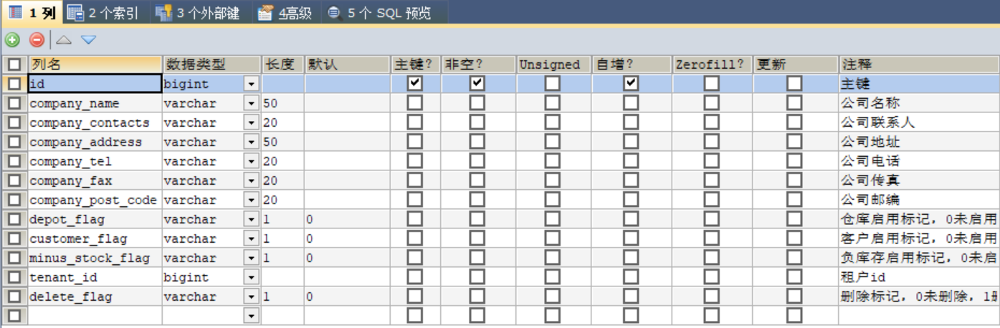 1 列 2 个索引 3 个外部键 4高级 5 个 SQL 预览
列名 数据类型 长度 默认 主键? 非空? Unsigned 自增? Zerofill? 更新 注释
id bigint 主键
company_name varchar 50 公司名称
company_contacts varchar 20 公司联系人
company_address varchar 50 公司地址
company_tel varchar 20 公司电话
company_fax varchar 20 公司传真
company_post_code varchar 20 公司邮编
depot_flag varchar 1 0 仓库启用标记,0未启用
customer_flag varchar 1 0 客户启用标记,0未启用
minus_stock_flag varchar 1 0 负库存启用标记,0未启
tenant_id bigint 租户id
delete_flag varchar 1 0 删除标记,0未删除,1